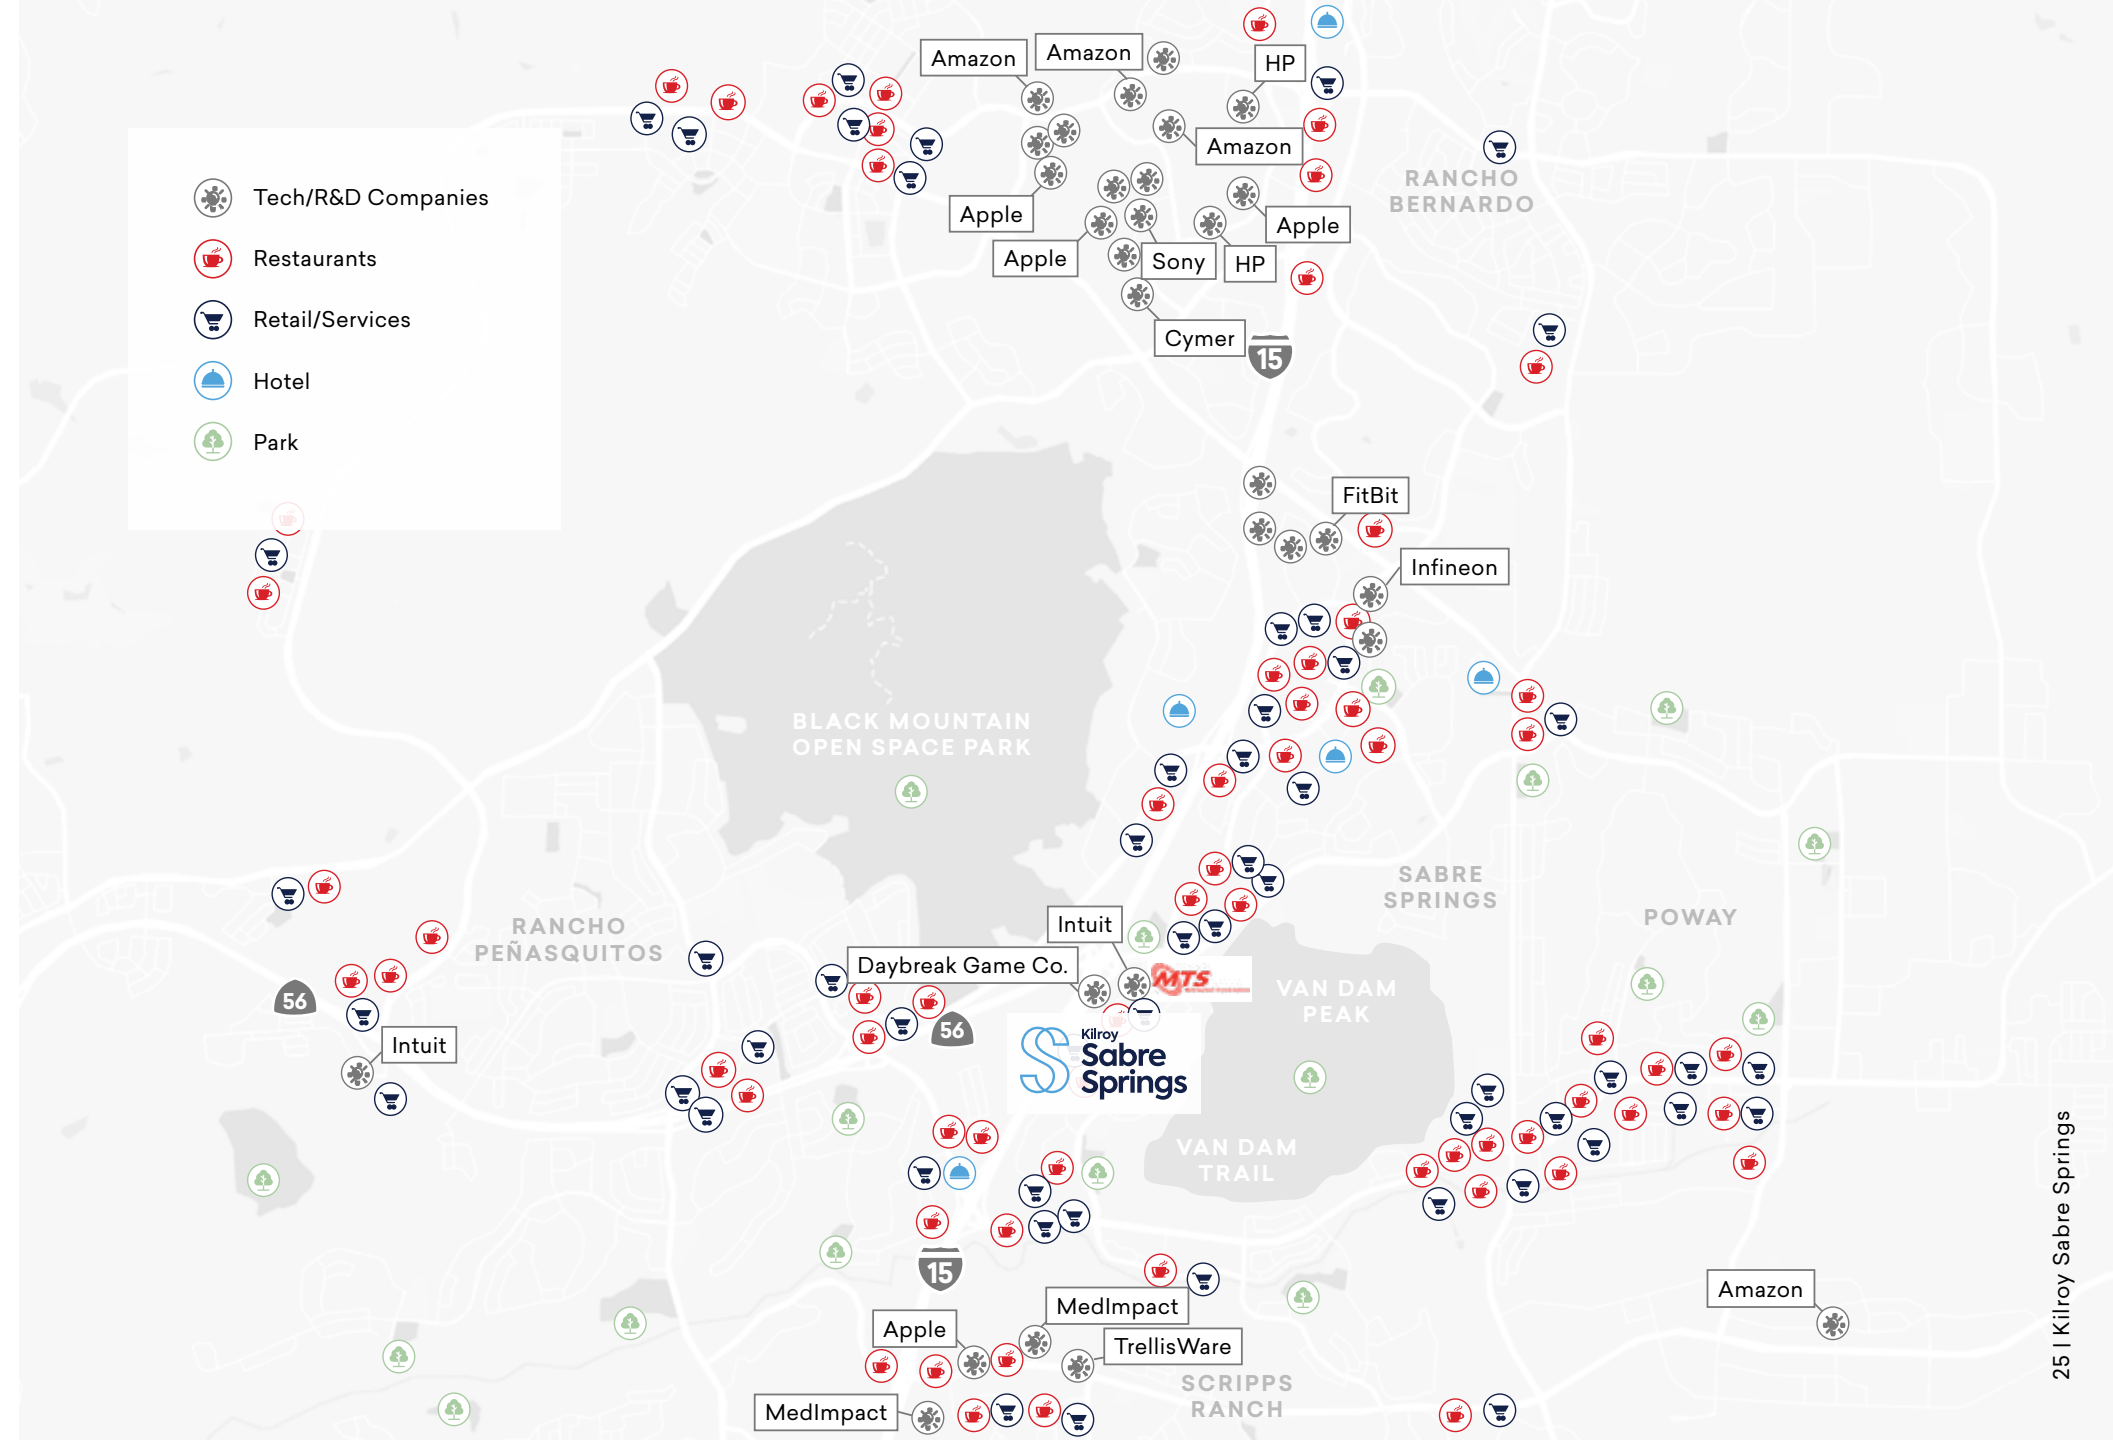 Amazon
Amazon
HP
Amazon
RANCHO
BERNARDO
Tech/R&D Companies
Restaurants
Retail/Services
Hotel
Park
Apple
Apple
Apple
Sony
HP
Cymer
15
FitBit
Infineon
BLACK MOUNTAIN
OPEN SPACE PARK
SABRE
SPRINGS
POWAY
RANCHO
PEÑASQUITOS
Intuit
Daybreak Game Co.
MTS
VAN DAM
PEAK
56
56
Intuit
Kilroy
Sabre
Springs
VAN DAM
TRAIL
15
MedImpact
Apple
TrellisWare
Amazon
SCRIPPS
RANCH
MedImpact
25 | Kilroy Sabre Springs